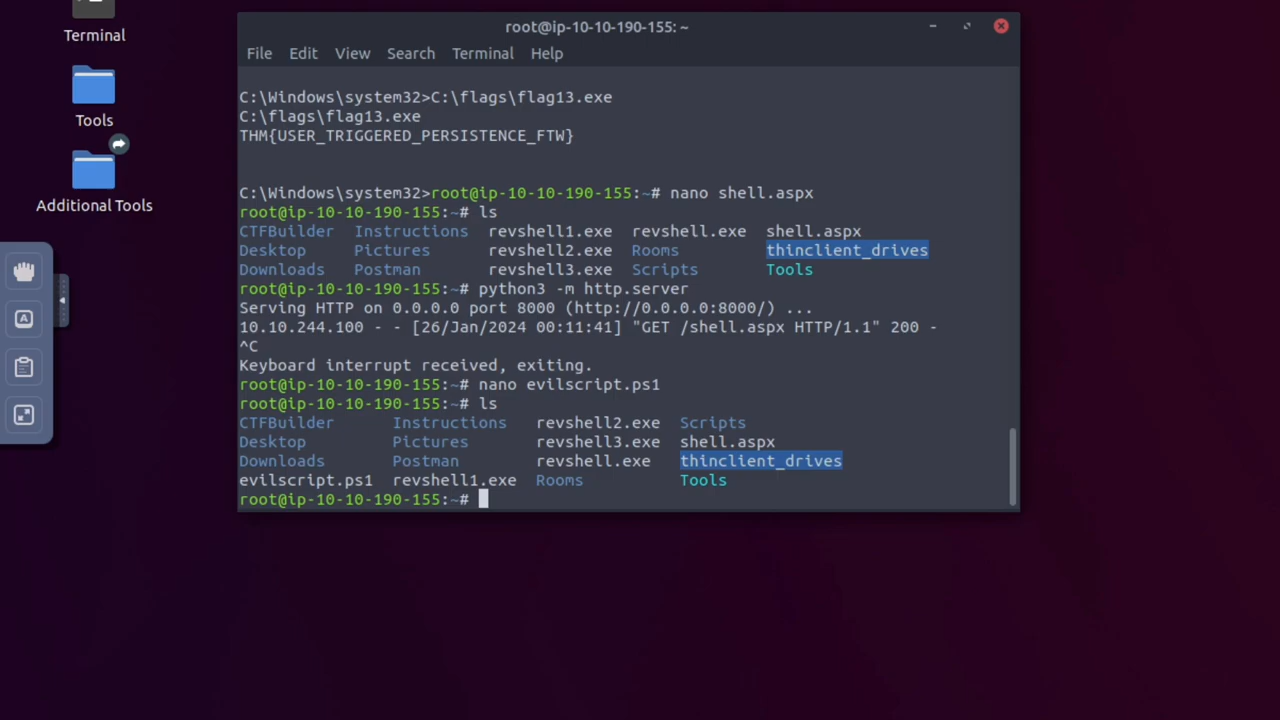 Terminal
Tools
Additional Tools
root@ip-10-10-190-155: ~
File Edit View Search Terminal Help
C:\Windows\system32>C:\flags\flag13.exe
C:\flags\flag13.exe
THM{USER_TRIGGERED_PERSISTENCE_FTW}
C:\Windows\system32>root@ip-10-10-190-155:~# nano shell.aspx
root@ip-10-10-190-155:~# ls
CTFBuilder Instructions revshell1.exe revshell.exe shell.aspx
Desktop Pictures revshell2.exe Rooms thinclient_drives
Downloads Postman revshell3.exe Scripts Tools
root@ip-10-10-190-155:~# python3 -m http.server
Serving HTTP on 0.0.0.0 port 8000 (http://0.0.0.0:8000/) ...
10.10.244.100 - - [26/Jan/2024 00:11:41] "GET /shell.aspx HTTP/1.1" 200 -
^C
Keyboard interrupt received, exiting.
root@ip-10-10-190-155:~# nano evilscript.ps1
root@ip-10-10-190-155:~# ls
CTFBuilder Instructions revshell2.exe Scripts
Desktop Pictures revshell3.exe shell.aspx
Downloads Postman revshell.exe thinclient_drives
evilscript.ps1 revshell1.exe Rooms Tools
root@ip-10-10-190-155:~#
A